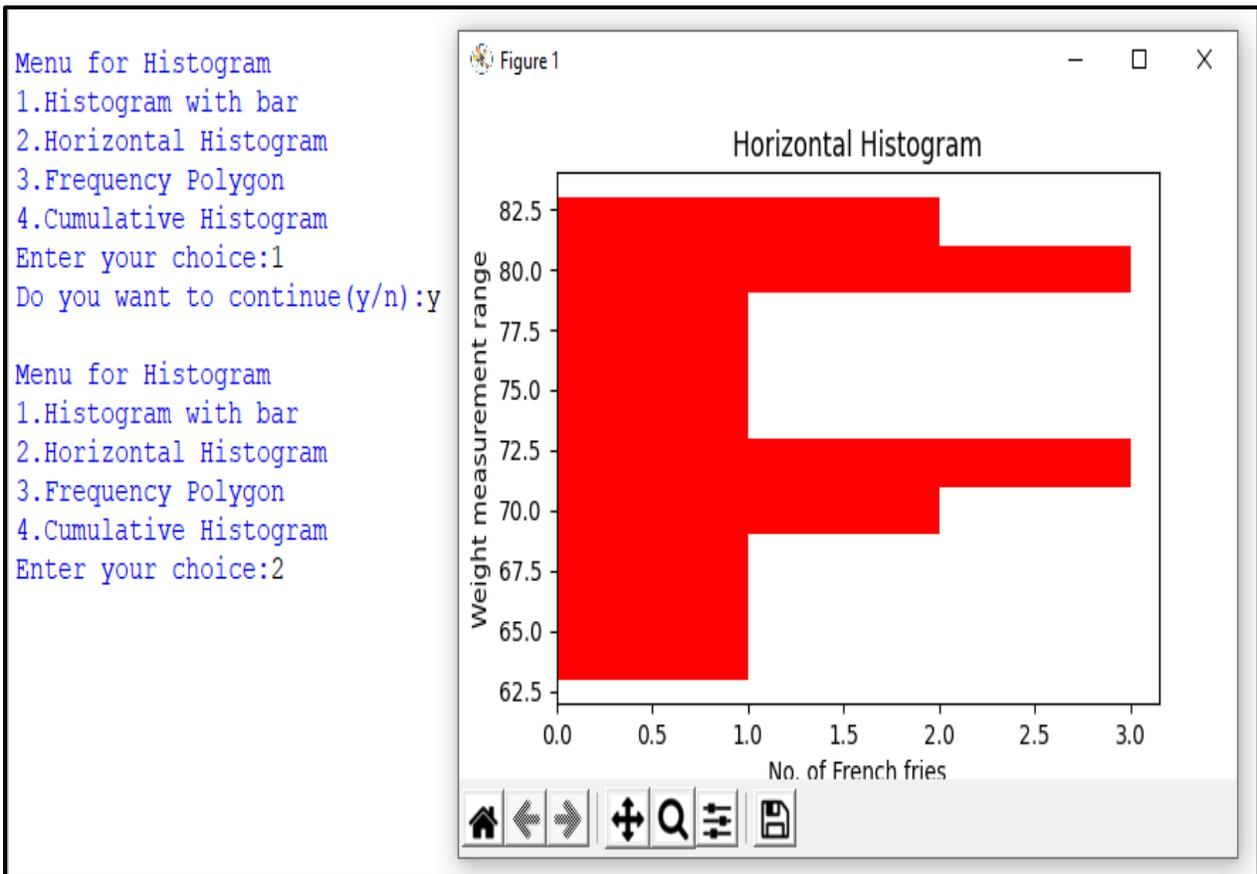 Menu for Histogram
1.Histogram with bar
2.Horizontal Histogram
3.Frequency Polygon
4.Cumulative Histogram
Enter your choice:1
Do you want to continue(y/n):y
Menu for Histogram
1.Histogram with bar
2.Horizontal Histogram
3.Frequency Polygon
4.Cumulative Histogram
Enter your choice:2
Figure 1
Horizontal Histogram
Weight measurement range
82.5
80.0
77.5
75.0
72.5
70.0
67.5
65.0
62.5
0.0 0.5 1.0 1.5 2.0 2.5 3.0
No. of French fries